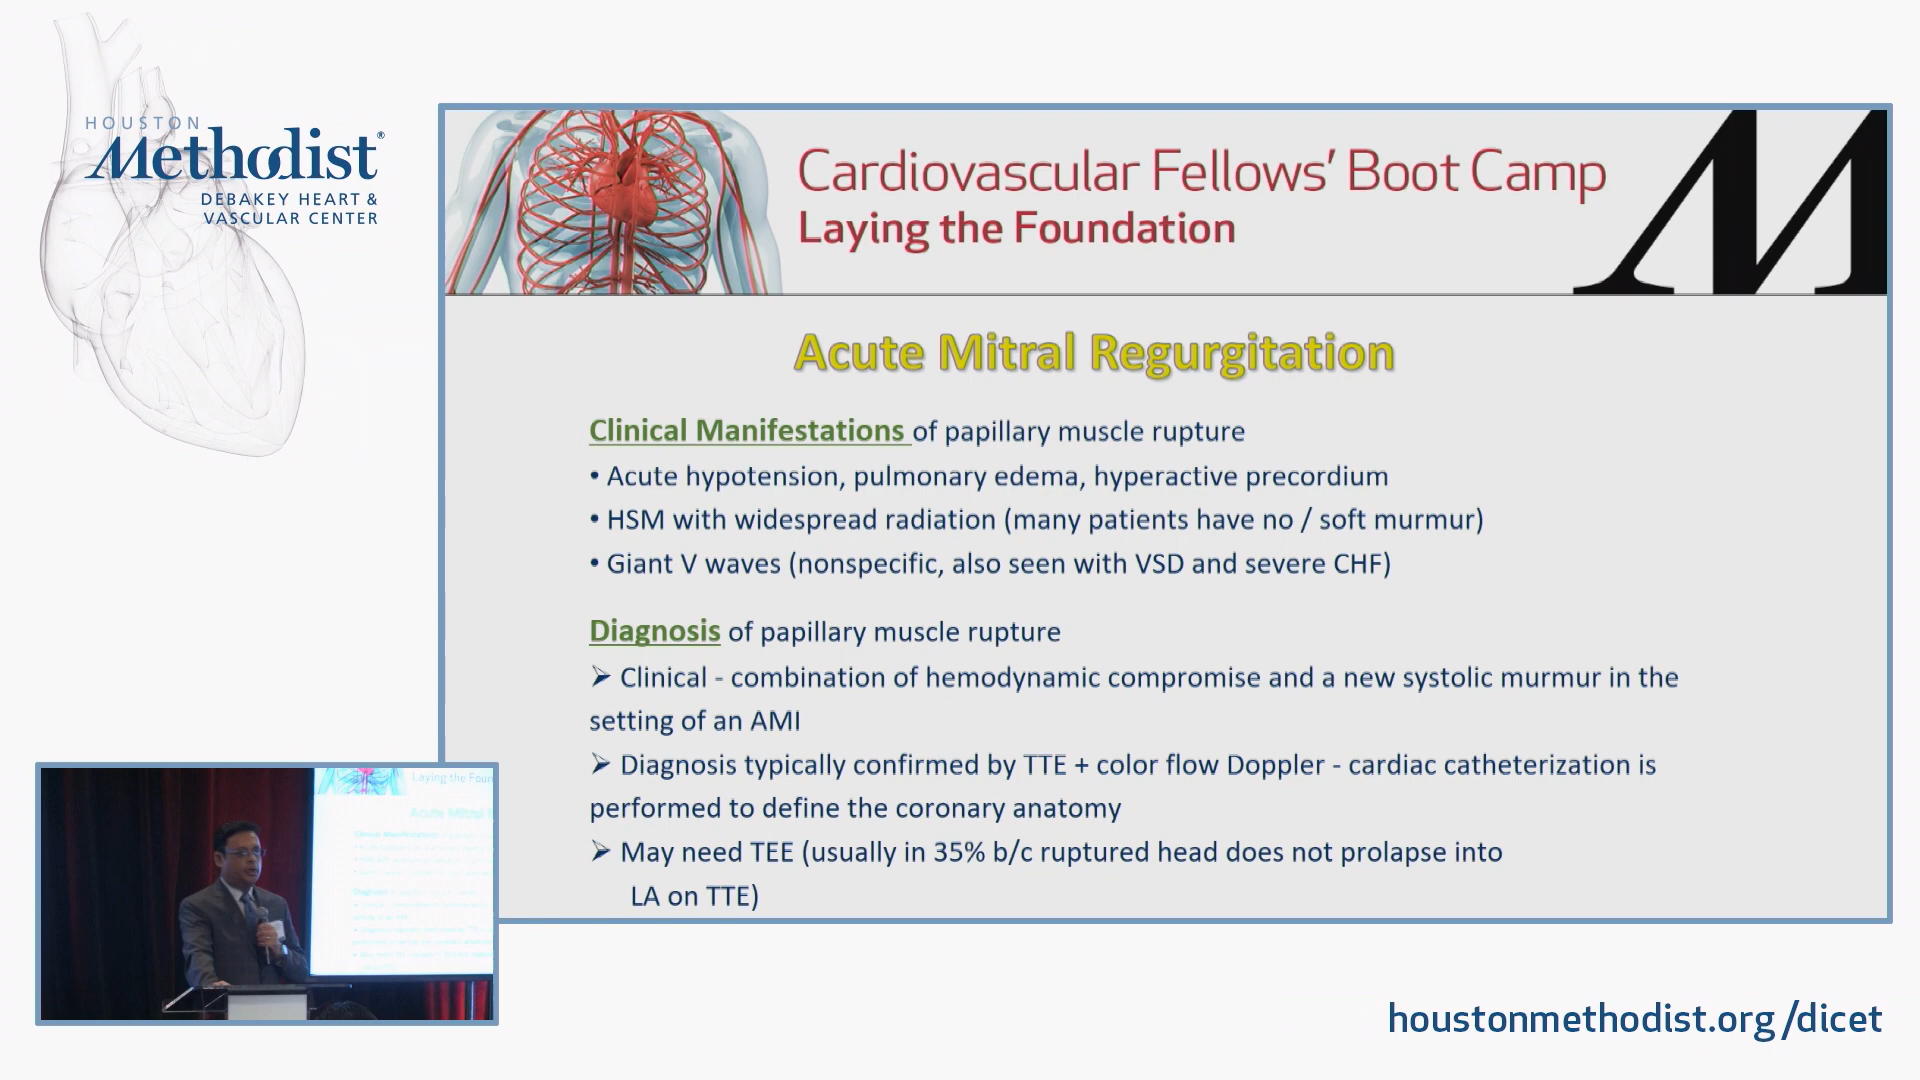 HOUSTON
Methodist®
DEBAKEY HEART &
VASCULAR CENTER
Cardiovascular Fellows' Boot Camp
Laying the Foundation
Acute Mitral Regurgitation
Clinical Manifestations of papillary muscle rupture
• Acute hypotension, pulmonary edema, hyperactive precordium
• HSM with widespread radiation (many patients have no / soft murmur)
• Giant V waves (nonspecific, also seen with VSD and severe CHF)
Diagnosis of papillary muscle rupture
➢ Clinical - combination of hemodynamic compromise and a new systolic murmur in the
setting of an AMI
➢ Diagnosis typically confirmed by TTE + color flow Doppler - cardiac catheterization is
performed to define the coronary anatomy
➢ May need TEE (usually in 35% b/c ruptured head does not prolapse into
LA on TTE)
Laying the Foun
Acute Mitral R
houstonmethodist.org/dicet